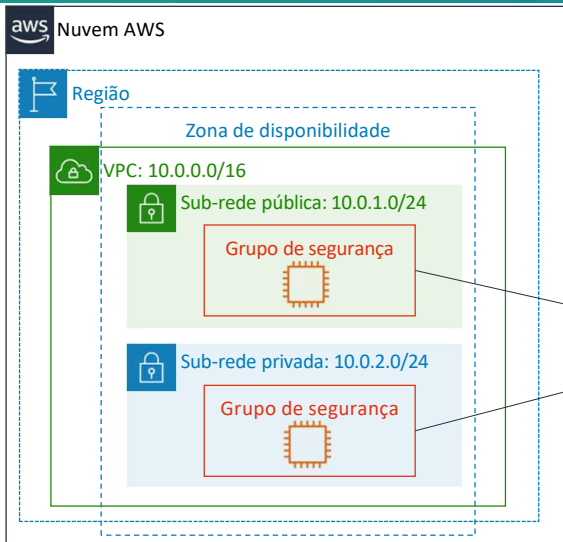 aws
Nuvem AWS
Região
Zona de disponibilidade
VPC: 10.0.0.0/16
Sub-rede pública: 10.0.1.0/24
Grupo de segurança
Sub-rede privada: 10.0.2.0/24
Grupo de segurança